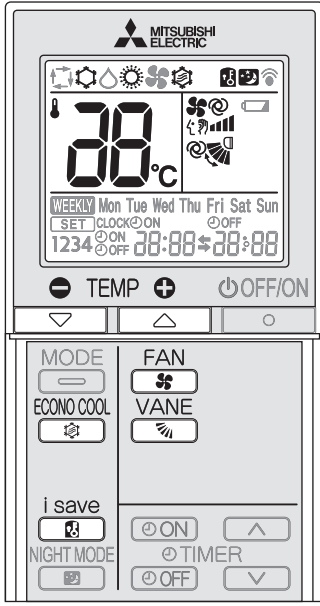 MITSUBISHI
ELECTRIC
88°C
WEEKLY Mon Tue Wed Thu Fri Sat Sun
SET CLOCK ON OFF
1234 ON OFF 88:88 88:88
TEMP OFF/ON
MODE FAN
ECONO COOL VANE
i save
ON
NIGHT MODE TIMER
OFF